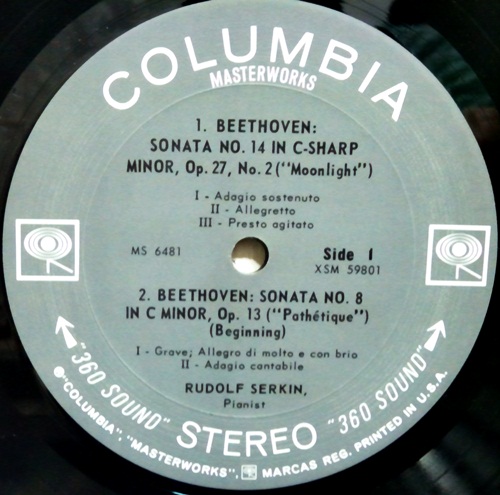 COLUMBIA
MASTERWORKS
1. BEETHOVEN:
SONATA NO. 14 IN C-SHARP
MINOR, Op. 27, No. 2 ("Moonlight")
I - Adagio sostenuto
II - Allegretto
III - Presto agitato
MS 6481
Side 1
XSM 59801
2. BEETHOVEN: SONATA NO. 8
IN C MINOR, Op. 13 ("Pathétique")
(Beginning)
I - Grave; Allegro di molto e con brio
II - Adagio cantabile
RUDOLF SERKIN,
Pianist
"360 SOUND" STEREO "360 SOUND"
® "COLUMBIA", "MASTERWORKS", MARCAS REG. PRINTED IN U.S.A.